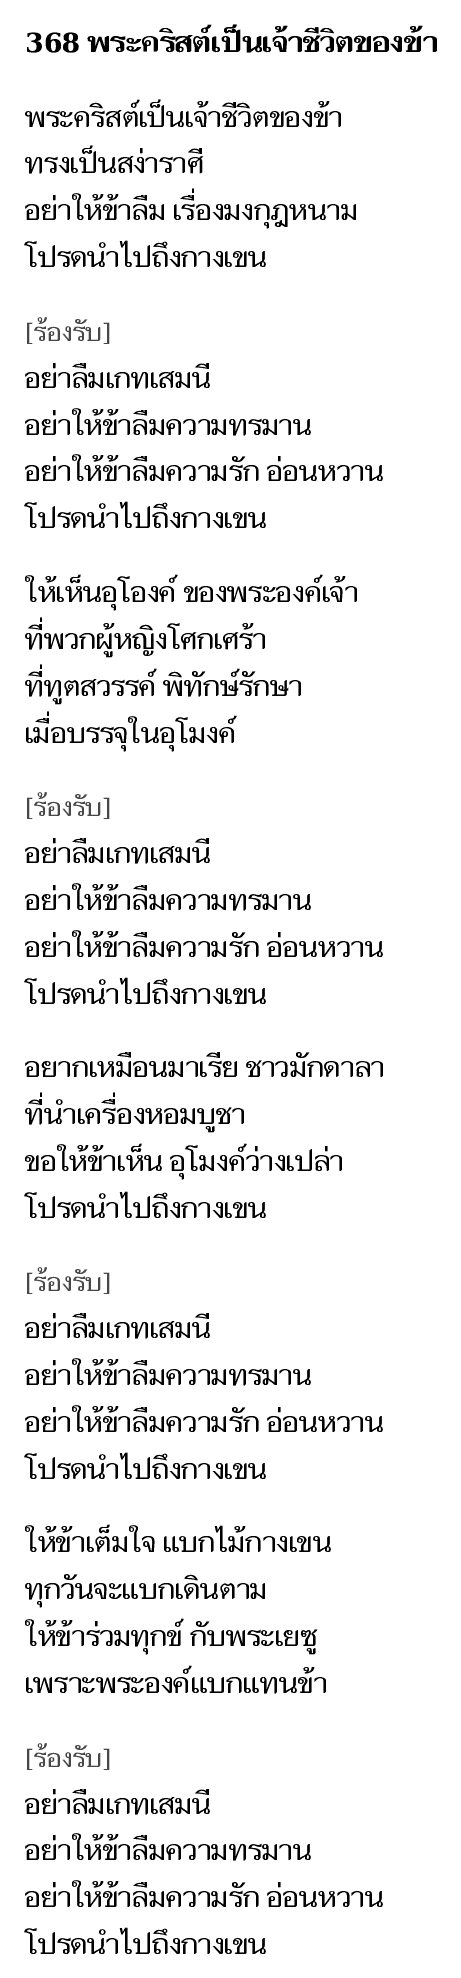 368 พระคริสต์เป็นเจ้าชีวิตของข้า
พระคริสต์เป็นเจ้าชีวิตของข้า
ทรงเป็นสง่าราศี
อย่าให้ข้าลืม เรื่องมงกุฎหนาม
โปรดนำไปถึงกางเขน
[ร้องรับ]
อย่าลืมเกทเสมนี
อย่าให้ข้าลืมความทรมาน
อย่าให้ข้าลืมความรัก อ่อนหวาน
โปรดนำไปถึงกางเขน
ให้เห็นอุโองค์ ของพระองค์เจ้า
ที่พวกผู้หญิงโศกเศร้า
ที่ทูตสวรรค์ พิทักษ์รักษา
เมื่อบรรจุในอุโมงค์
[ร้องรับ]
อย่าลืมเกทเสมนี
อย่าให้ข้าลืมความทรมาน
อย่าให้ข้าลืมความรัก อ่อนหวาน
โปรดนำไปถึงกางเขน
อยากเหมือนมาเรีย ชาวมักดาลา
ที่นำเครื่องหอมบูชา
ขอให้ข้าเห็น อุโมงค์ว่างเปล่า
โปรดนำไปถึงกางเขน
[ร้องรับ]
อย่าลืมเกทเสมนี
อย่าให้ข้าลืมความทรมาน
อย่าให้ข้าลืมความรัก อ่อนหวาน
โปรดนำไปถึงกางเขน
ให้ข้าเต็มใจ แบกไม้กางเขน
ทุกวันจะแบกเดินตาม
ให้ข้าร่วมทุกข์ กับพระเยซู
เพราะพระองค์แบกแทนข้า
[ร้องรับ]
อย่าลืมเกทเสมนี
อย่าให้ข้าลืมความทรมาน
อย่าให้ข้าลืมความรัก อ่อนหวาน
โปรดนำไปถึงกางเขน